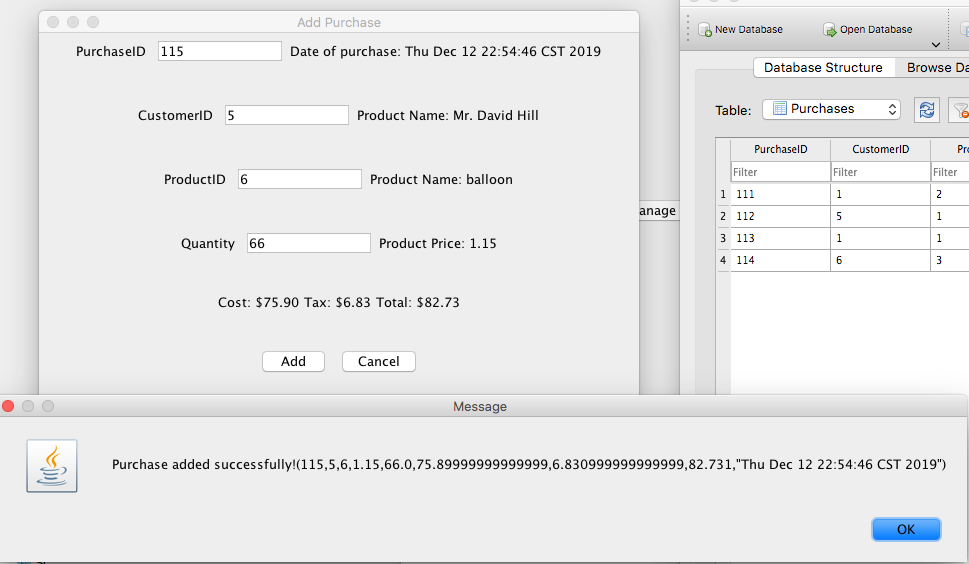 Add Purchase
PurchaseID 115 Date of purchase: Thu Dec 12 22:54:46 CST 2019
CustomerID 5 Product Name: Mr. David Hill
ProductID 6 Product Name: balloon
Quantity 66 Product Price: 1.15
Cost: $75.90 Tax: $6.83 Total: $82.73
Add Cancel
anage
New Database Open Database
Database Structure Browse Da
Table: Purchases
PurchaseID CustomerID Pro
Filter Filter Filter
1 111 1 2
2 112 5 1
3 113 1 1
4 114 6 3
Message
Purchase added successfully!(115,5,6,1.15,66.0,75.89999999999999,6.830999999999999,82.731,"Thu Dec 12 22:54:46 CST 2019")
OK